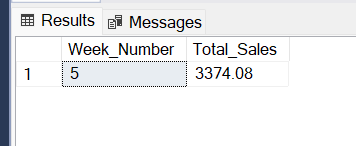 Results Messages
Week_Number Total_Sales
1 5 3374.08